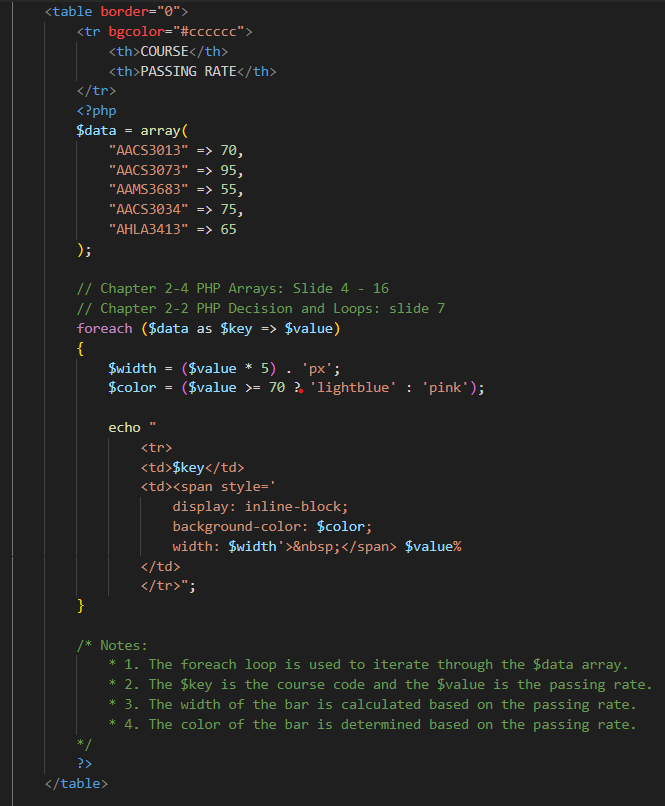 <table border="0">
<tr bgcolor="#cccccc">
<th>COURSE</th>
<th>PASSING RATE</th>
</tr>
<?php
$data = array(
"AACS3013" => 70,
"AACS3073" => 95,
"AAMS3683" => 55,
"AACS3034" => 75,
"AHLA3413" => 65
);
// Chapter 2-4 PHP Arrays: Slide 4 - 16
// Chapter 2-2 PHP Decision and Loops: slide 7
foreach ($data as $key => $value)
{
$width = ($value * 5) . 'px';
$color = ($value >= 70 ? 'lightblue' : 'pink');
echo "
<tr>
<td>$key</td>
<td><span style='
display: inline-block;
background-color: $color;
width: $width'>&nbsp;</span> $value%
</td>
</tr>";
}
/* Notes:
* 1. The foreach loop is used to iterate through the $data array.
* 2. The $key is the course code and the $value is the passing rate.
* 3. The width of the bar is calculated based on the passing rate.
* 4. The color of the bar is determined based on the passing rate.
*/
?>
</table>